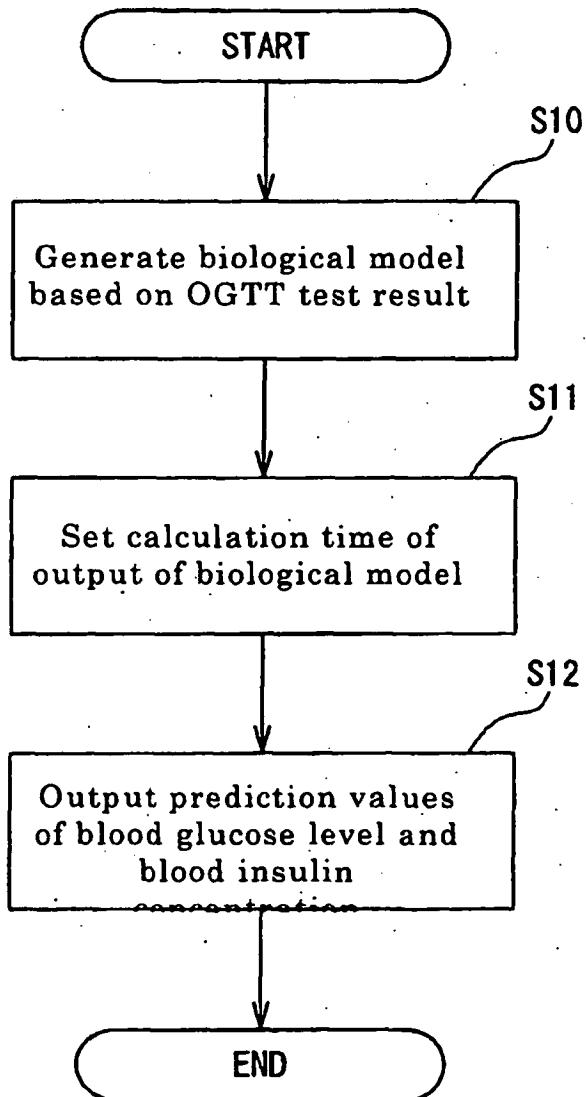 START
S10
Generate biological model
based on OGTT test result
S11
Set calculation time of
output of biological model
S12
Output prediction values
of blood glucose level and
blood insulin
concentration
END